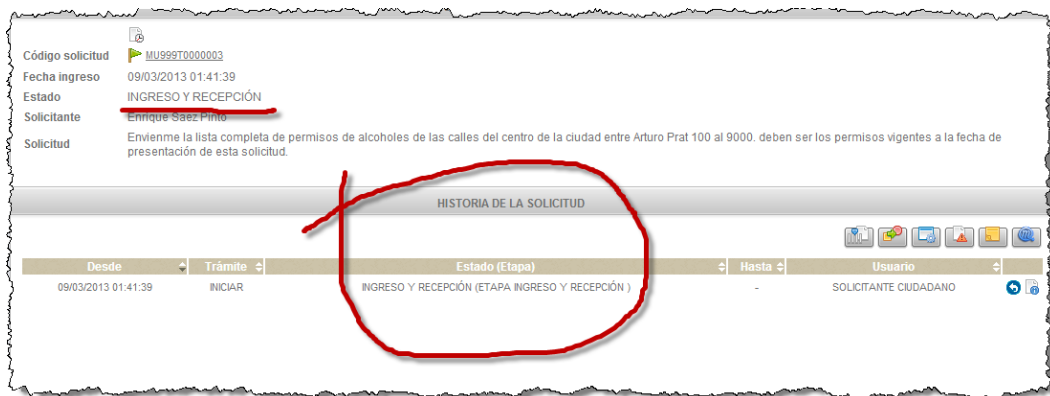 Código solicitud MU999T0000003
Fecha ingreso 09/03/2013 01:41:39
Estado INGRESO Y RECEPCIÓN
Solicitante Enrique Saez Pinto
Solicitud Envienme la lista completa de permisos de alcoholes de las calles del centro de la ciudad entre Arturo Prat 100 al 9000. deben ser los permisos vigentes a la fecha de
presentación de esta solicitud.
HISTORIA DE LA SOLICITUD
Desde Trámite Estado (Etapa) Hasta Usuario
09/03/2013 01:41:39 INICIAR INGRESO Y RECEPCIÓN (ETAPA INGRESO Y RECEPCIÓN ) - SOLICITANTE CIUDADANO